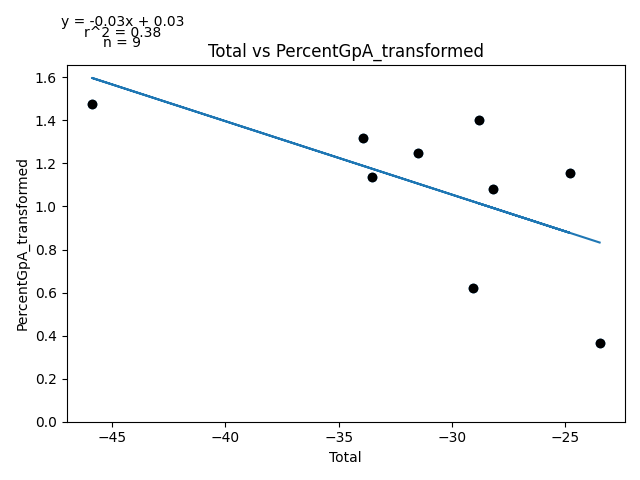 y = -0.03x + 0.03
r^2 = 0.38
n = 9
Total vs PercentGpA_transformed
PercentGpA_transformed
1.6
1.4
1.2
1.0
0.8
0.6
0.4
0.2
0.0
−45
−40
−35
−30
−25
Total